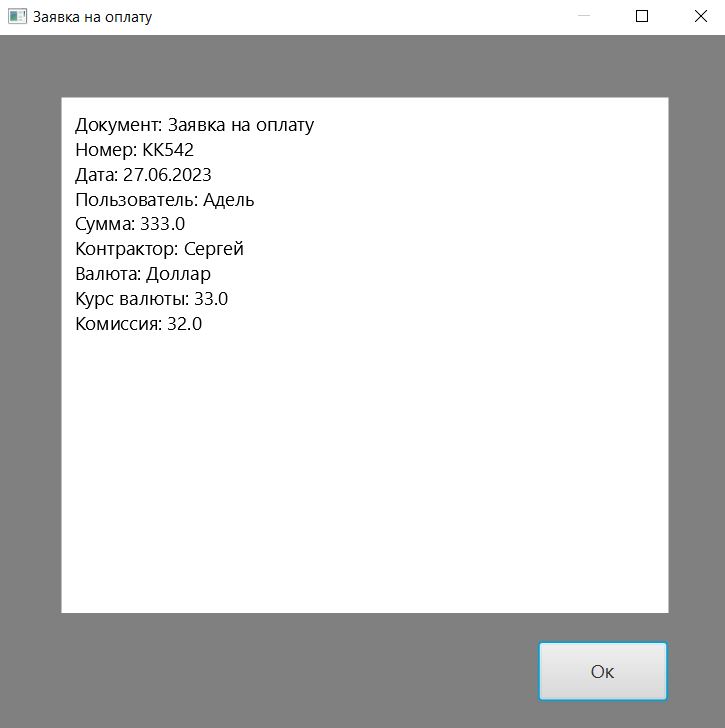 Заявка на оплату
Документ: Заявка на оплату
Номер: КК542
Дата: 27.06.2023
Пользователь: Адель
Сумма: 333.0
Контрактор: Сергей
Валюта: Доллар
Курс валюты: 33.0
Комиссия: 32.0
Ок